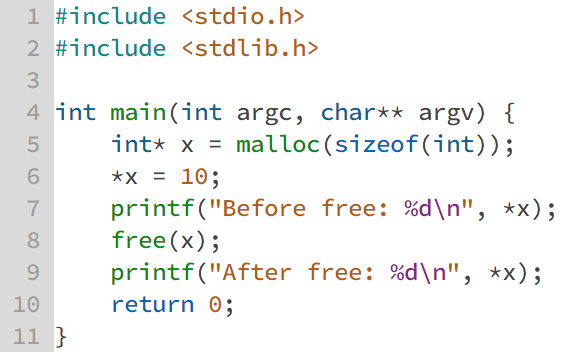 1 #include <stdio.h>
2 #include <stdlib.h>
3
4 int main(int argc, char** argv) {
5     int* x = malloc(sizeof(int));
6     *x = 10;
7     printf("Before free: %d\n", *x);
8     free(x);
9     printf("After free: %d\n", *x);
10     return 0;
11 }